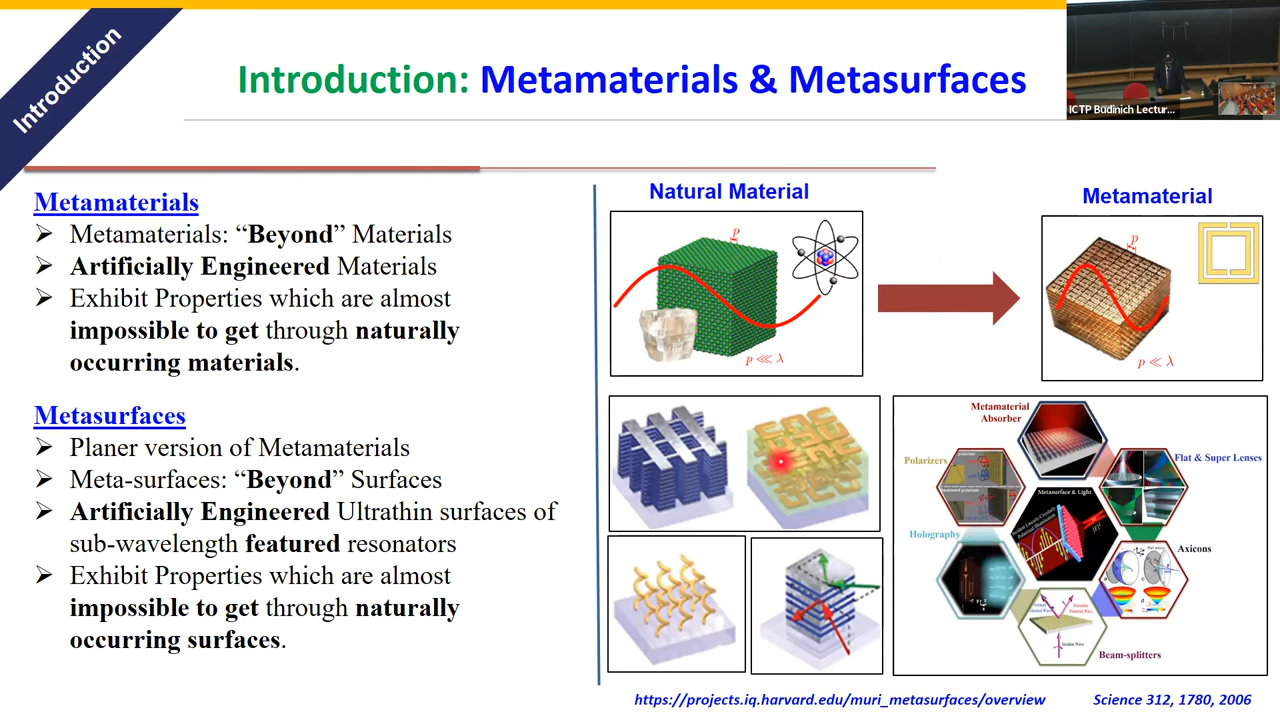 Introduction
Introduction: Metamaterials & Metasurfaces
ICTP Budinich Lectur...
Metamaterials
➢ Metamaterials: “Beyond” Materials
➢ Artificially Engineered Materials
➢ Exhibit Properties which are almost
impossible to get through naturally
occurring materials.
Metasurfaces
➢ Planer version of Metamaterials
➢ Meta-surfaces: “Beyond” Surfaces
➢ Artificially Engineered Ultrathin surfaces of
sub-wavelength featured resonators
➢ Exhibit Properties which are almost
impossible to get through naturally
occurring surfaces.
Natural Material
p
p ⋘ λ
Metamaterial
p
p ≪ λ
Metamaterial
Absorber
Polarizers
Flat & Super Lenses
Metasurface & Light
Holography
Axicons
Incident Wave
Beam-splitters
https://projects.iq.harvard.edu/muri_metasurfaces/overview
Science 312, 1780, 2006